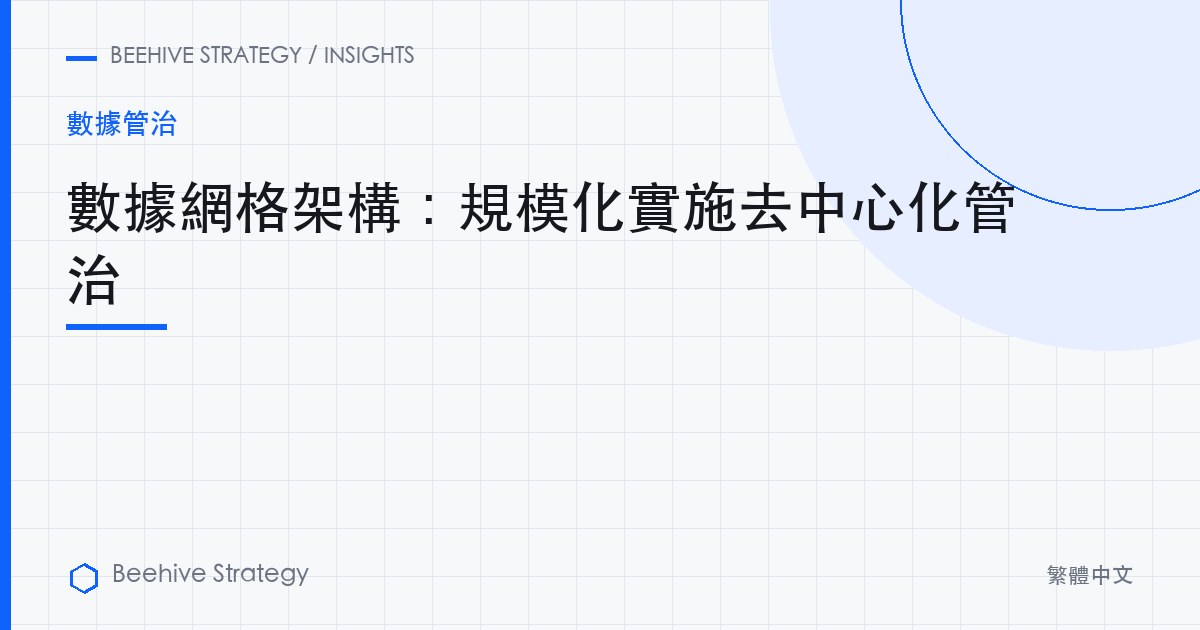 BEEHIVE STRATEGY / INSIGHTS
數據管治
數據網格架構：規模化實施去中心化管
治
Beehive Strategy
繁體中文